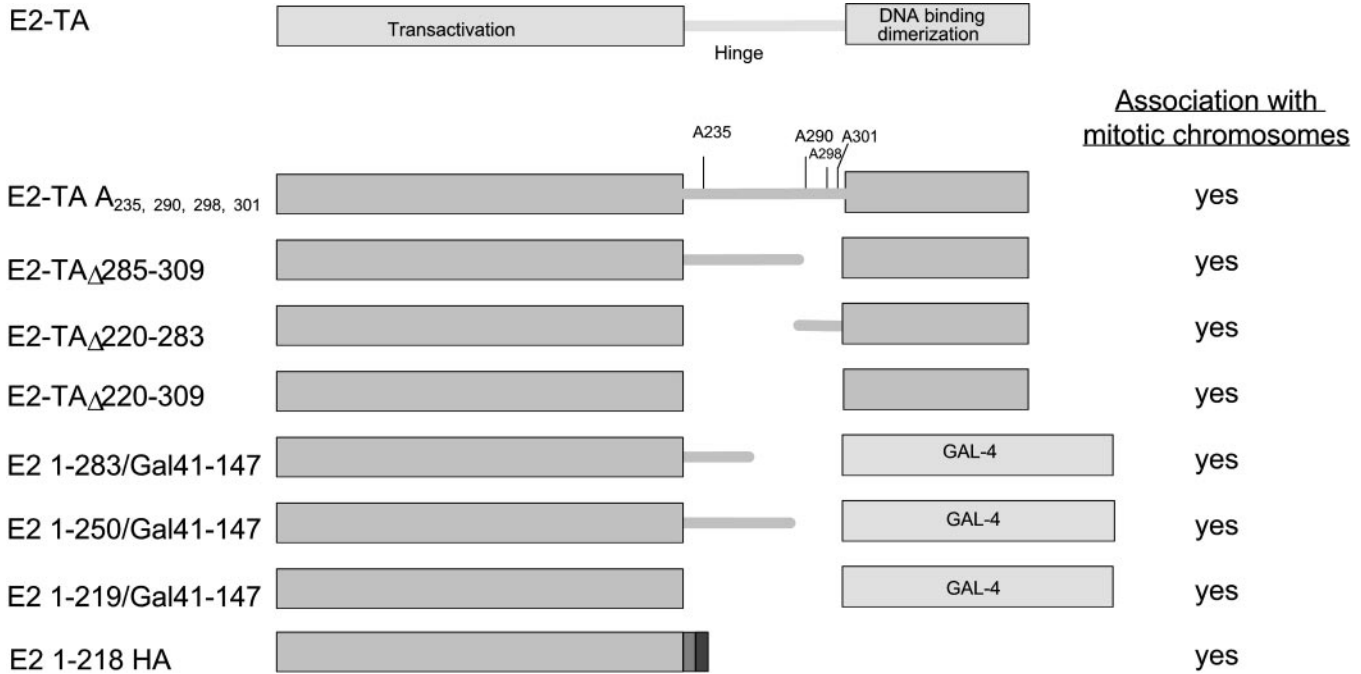 E2-TA
Transactivation
Hinge
DNA binding
dimerization
Association with
mitotic chromosomes
A235
A290
A301
A298
E2-TA A235, 290, 298, 301
yes
E2-TAΔ285-309
yes
E2-TAΔ220-283
yes
E2-TAΔ220-309
yes
E2 1-283/Gal41-147
GAL-4
yes
E2 1-250/Gal41-147
GAL-4
yes
E2 1-219/Gal41-147
GAL-4
yes
E2 1-218 HA
yes